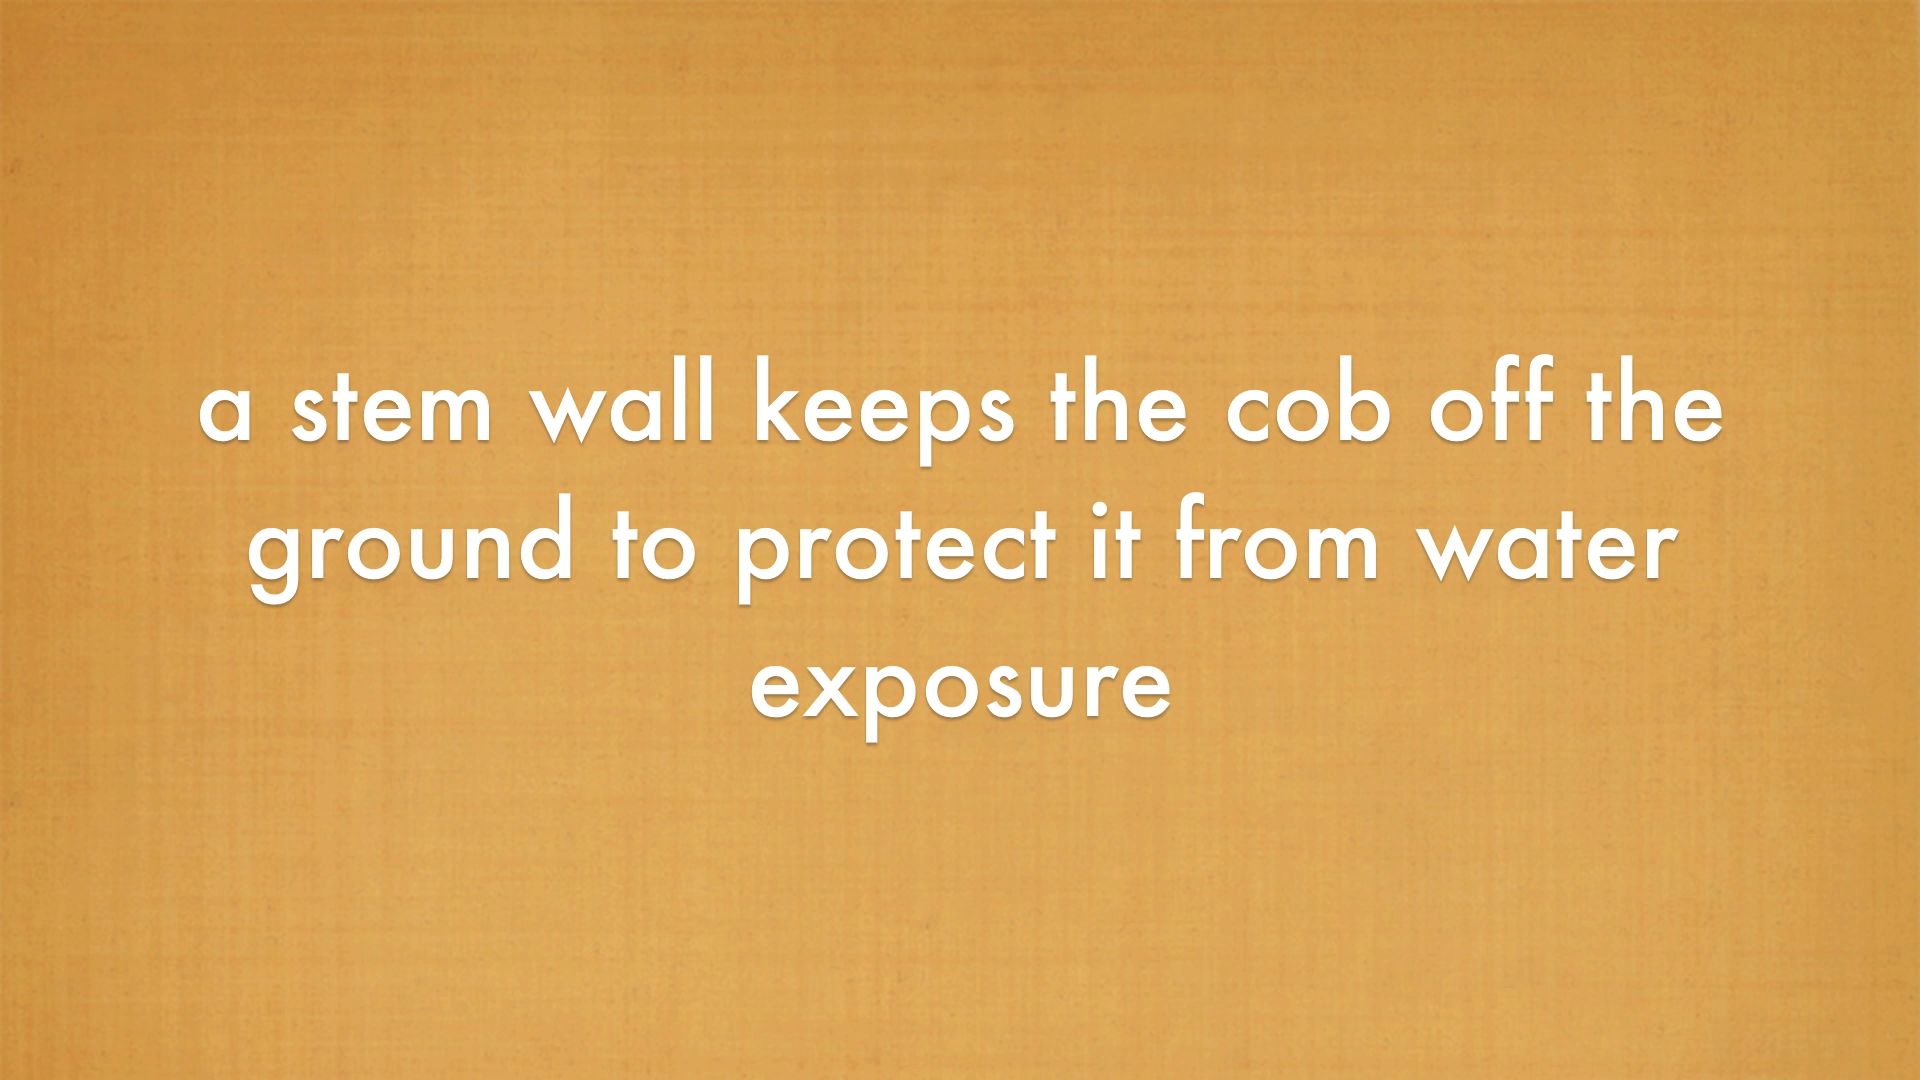 a stem wall keeps the cob off the
ground to protect it from water
exposure